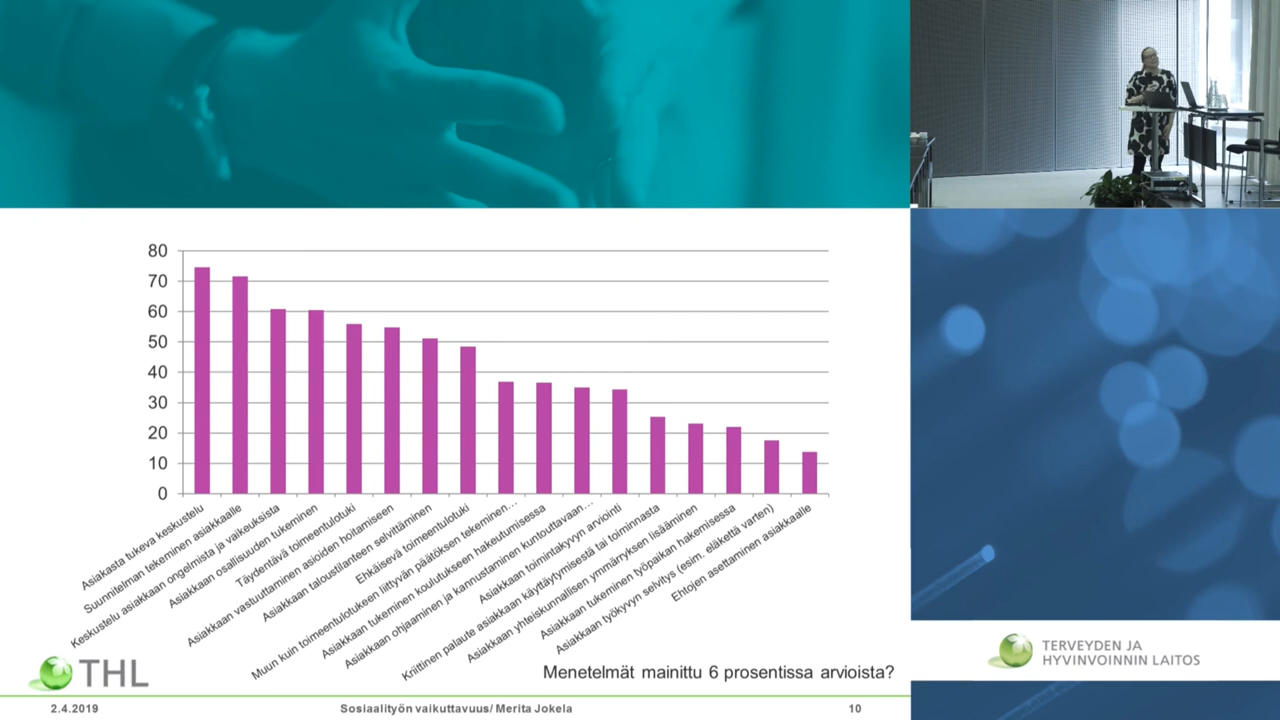 80
70
60
50
40
30
20
10
0
Asiakasta tukeva keskustelu
Suunnitelman tekeminen asiakkaalle
Keskustelu asiakkaan ongelmista ja vaikeuksista
Asiakkaan osallisuuden tukeminen
Täydentävä toimeentulotuki
Asiakkaan vastuuttaminen asioiden hoitamiseen
Asiakkaan taloustilanteen selvittäminen
Ehkäisevä toimeentulotuki
Muun kuin toimeentulotukeen liittyvän päätöksen tekeminen…
Asiakkaan tukeminen koulutukseen hakeutumisessa
Asiakkaan ohjaaminen ja kannustaminen kuntouttavaan…
Asiakkaan toimintakyvyn arviointi
Kriittinen palaute asiakkaan käyttäytymisestä tai toiminnasta
Asiakkaan yhteiskunnallisen ymmärryksen lisääminen
Asiakkaan tukeminen työpaikan hakemisessa
Asiakkaan työkyvyn selvitys (esim. eläkettä varten)
Ehtojen asettaminen asiakkaalle
Menetelmät mainittu 6 prosentissa arvioista?
THL
2.4.2019
Sosiaalityön vaikuttavuus/ Merita Jokela
10
TERVEYDEN JA
HYVINVOINNIN LAITOS